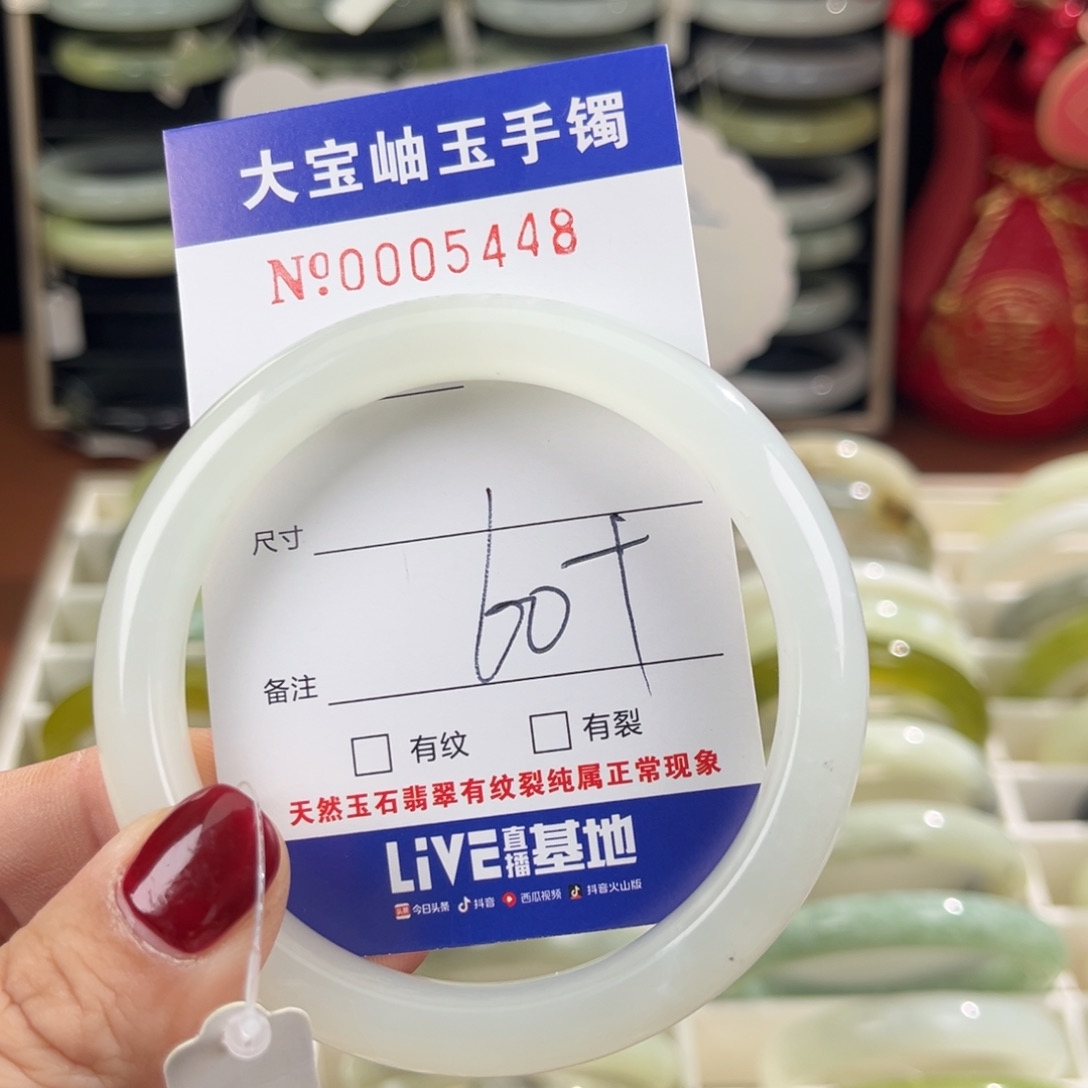 大宝岫玉手镯
Nº0005448
尺寸
60+
备注
有纹 有裂
天然玉石翡翠有纹裂纯属正常现象
LiVE直播基地
头条 今日头条 抖音 西瓜视频 抖音火山版